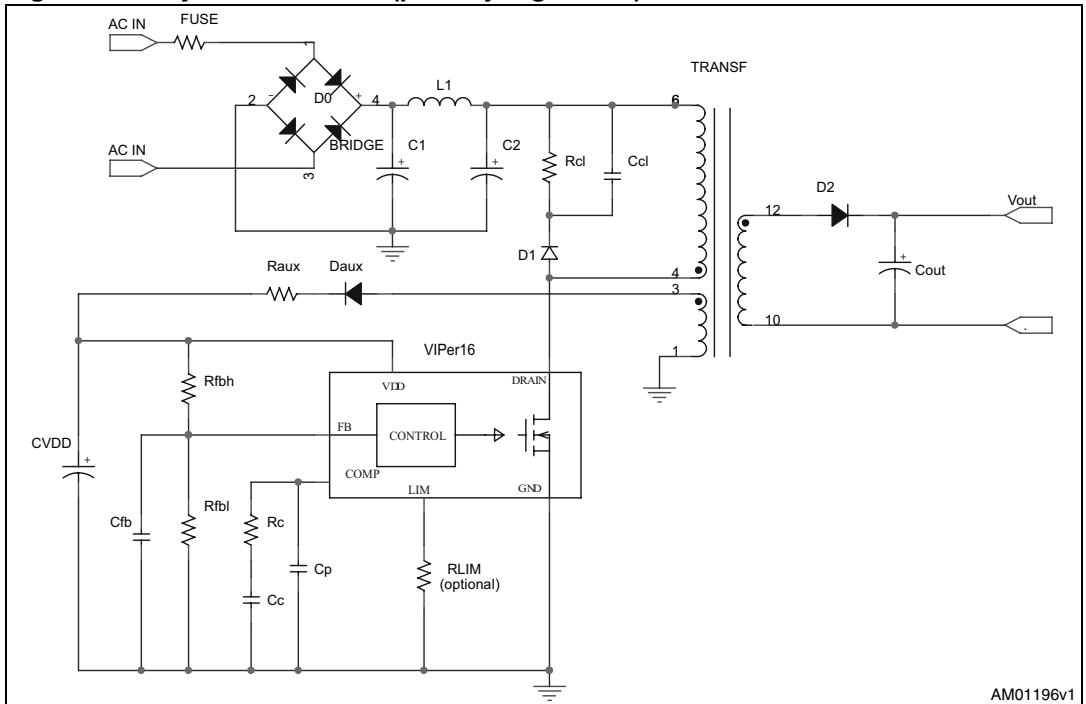 AC IN
FUSE
1
TRANSF
2
-
D0
+
4
L1
6
BRIDGE
C1
+
C2
+
Rcl
Ccl
AC IN
3
D2
12
Vout
D1
+
Cout
Raux
Daux
4
3
10
.
1
VIPer16
Rfbh
VDD
DRAIN
FB
CONTROL
CVDD
+
COMP
LIM
GND
Cfb
Rfbl
Rc
Cp
RLIM
(optional)
Cc
AM01196v1